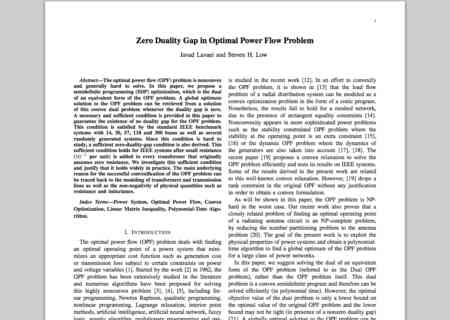 1
Zero Duality Gap in Optimal Power Flow Problem
Javad Lavaei and Steven H. Low
Abstract—The optimal power flow (OPF) problem is nonconvex
and generally hard to solve. In this paper, we propose a
semidefinite programming (SDP) optimization, which is the dual
of an equivalent form of the OPF problem. A global optimum
solution to the OPF problem can be retrieved from a solution
of this convex dual problem whenever the duality gap is zero.
A necessary and sufficient condition is provided in this paper to
guarantee the existence of no duality gap for the OPF problem.
This condition is satisfied by the standard IEEE benchmark
systems with 14, 30, 57, 118 and 300 buses as well as several
randomly generated systems. Since this condition is hard to
study, a sufficient zero-duality-gap condition is also derived. This
sufficient condition holds for IEEE systems after small resistance
per unit) is added to every transformer that originally
assumes zero resistance. We investigate this sufficient condition
and justify that it holds widely in practice. The main underlying
reason for the successful convexification of the OPF problem can
be traced back to the modeling of transformers and transmission
lines as well as the non-negativity of physical quantities such as
resistance and inductance.
Index Terms—Power System, Optimal Power Flow, Convex
Optimization, Linear Matrix Inequality, Polynomial-Time Algo-
rithm.
I. INTRODUCTION
The optimal power flow (OPF) problem deals with finding
an optimal operating point of a power system that mini-
mizes an appropriate cost function such as generation cost
or transmission loss subject to certain constraints on power
and voltage variables [1]. Started by the work [2] in 1962, the
OPF problem has been extensively studied in the literature
and numerous algorithms have been proposed for solving
this highly nonconvex problem [3], [4], [5], including lin-
ear programming, Newton Raphson, quadratic programming,
nonlinear programming, Lagrange relaxation, interior point
methods, artificial intelligence, artificial neural network, fuzzy
is studied in the recent work [12]. In an effort to convexify
the OPF problem, it is shown in [13] that the load flow
problem of a radial distribution system can be modeled as a
convex optimization problem in the form of a conic program.
Nonetheless, the results fail to hold for a meshed network,
due to the presence of arctangent equality constraints [14].
Nonconvexity appears in more sophisticated power problems
such as the stability constrained OPF problem where the
stability at the operating point is an extra constraint [15],
[16] or the dynamic OPF problem where the dynamics of
the generators are also taken into account [17], [18]. The
recent paper [19] proposes a convex relaxation to solve the
OPF problem efficiently and tests its results on IEEE systems.
Some of the results derived in the present work are related
to this well-known convex relaxation. However, [19] drops a
rank constraint in the original OPF without any justification
in order to obtain a convex formulation.
As will be shown in this paper, the OPF problem is NP-
hard in the worst case. Our recent work also proves that a
closely related problem of finding an optimal operating point
of a radiating antenna circuit is an NP-complete problem,
by reducing the number partitioning problem to the antenna
problem [20]. The goal of the present work is to exploit the
physical properties of power systems and obtain a polynomial-
time algorithm to find a global optimum of the OPF problem
for a large class of power networks.
In this paper, we suggest solving the dual of an equivalent
form of the OPF problem (referred to as the Dual OPF
problem), rather than the OPF problem itself. This dual
problem is a convex semidefinite program and therefore can be
solved efficiently (in polynomial time). However, the optimal
objective value of the dual problem is only a lower bound on
the optimal value of the original OPF problem and the lower
bound may not be tight (in presence of a nonzero duality gap)